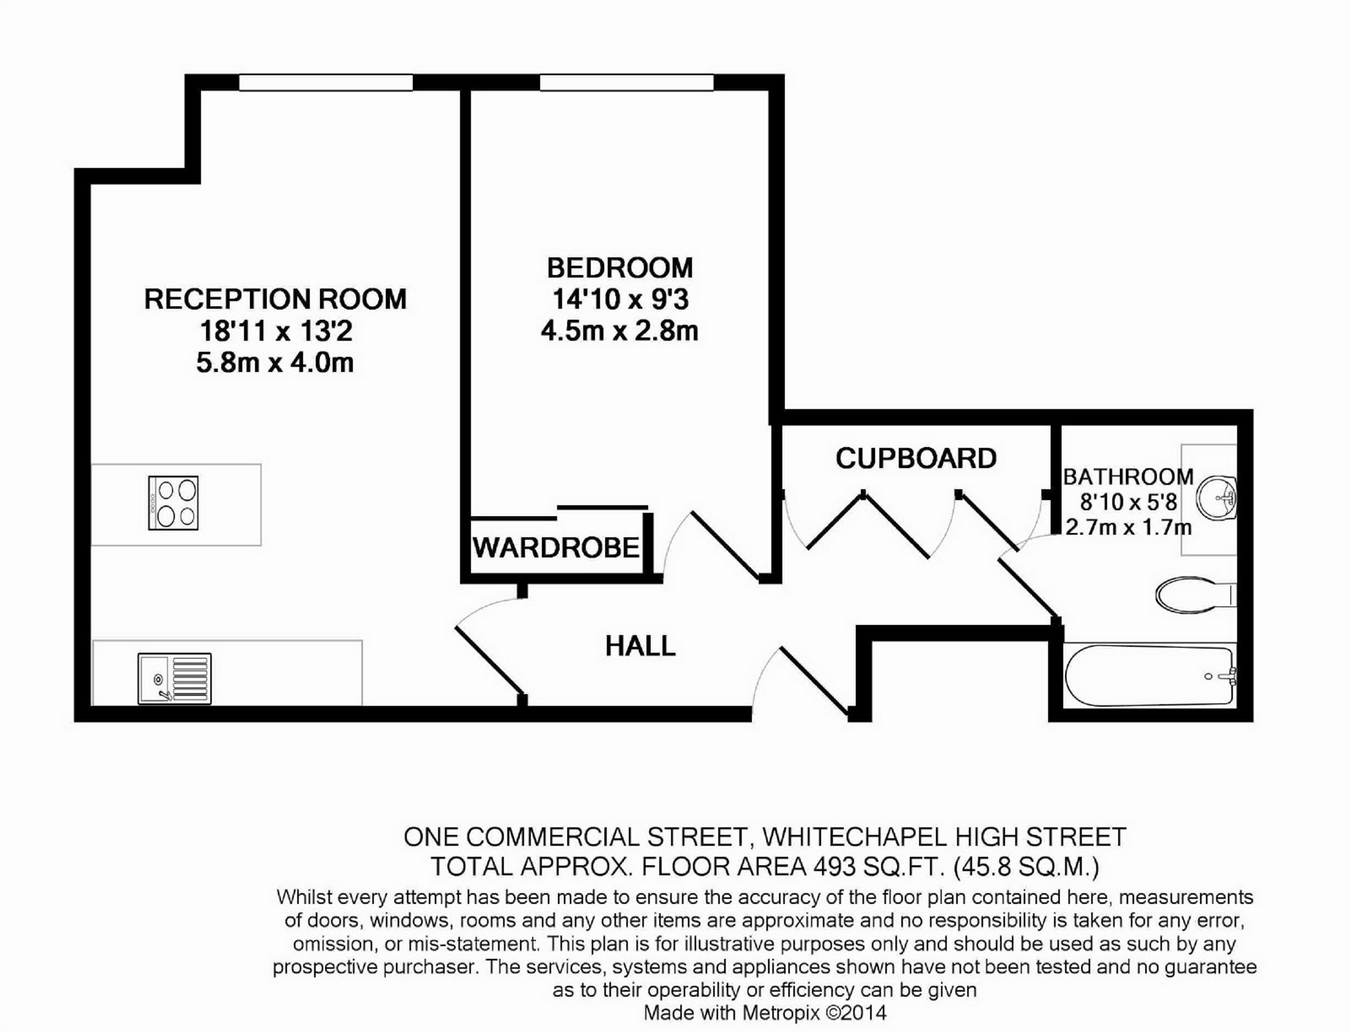 RECEPTION ROOM
18'11 x 13'2
5.8m x 4.0m
BEDROOM
14'10 x 9'3
4.5m x 2.8m
WARDROBE
CUPBOARD
BATHROOM
8'10 x 5'8
2.7m x 1.7m
HALL
ONE COMMERCIAL STREET, WHITECHAPEL HIGH STREET
TOTAL APPROX. FLOOR AREA 493 SQ.FT. (45.8 SQ.M.)
Whilst every attempt has been made to ensure the accuracy of the floor plan contained here, measurements
of doors, windows, rooms and any other items are approximate and no responsibility is taken for any error,
omission, or mis-statement. This plan is for illustrative purposes only and should be used as such by any
prospective purchaser. The services, systems and appliances shown have not been tested and no guarantee
as to their operability or efficiency can be given
Made with Metropix ©2014